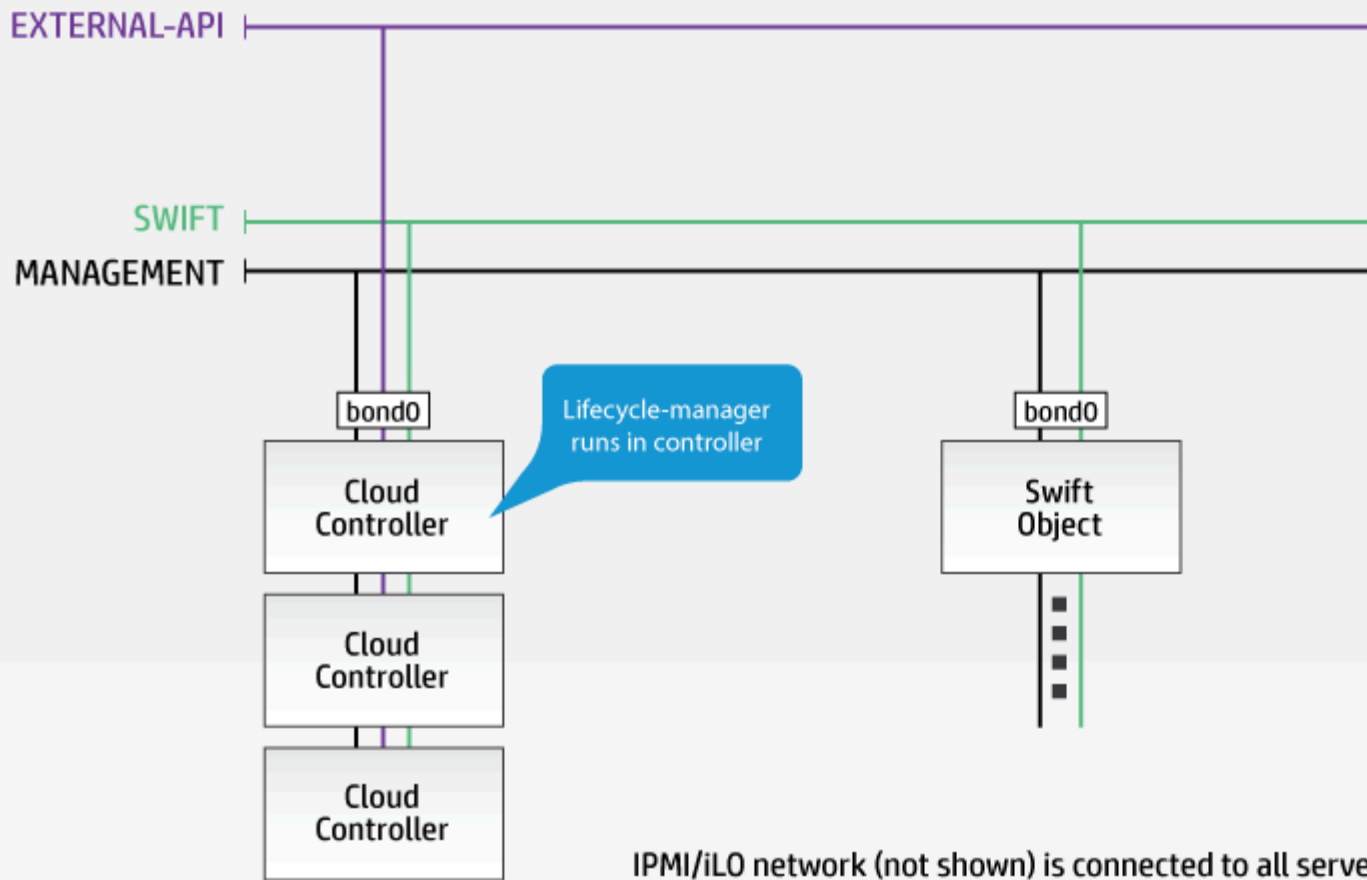 EXTERNAL-API
SWIFT
MANAGEMENT
bond0
Lifecycle-manager
runs in controller
bond0
Cloud
Controller
Swift
Object
Cloud
Controller
Cloud
Controller
IPMI/iLO network (not shown) is connected to all serve